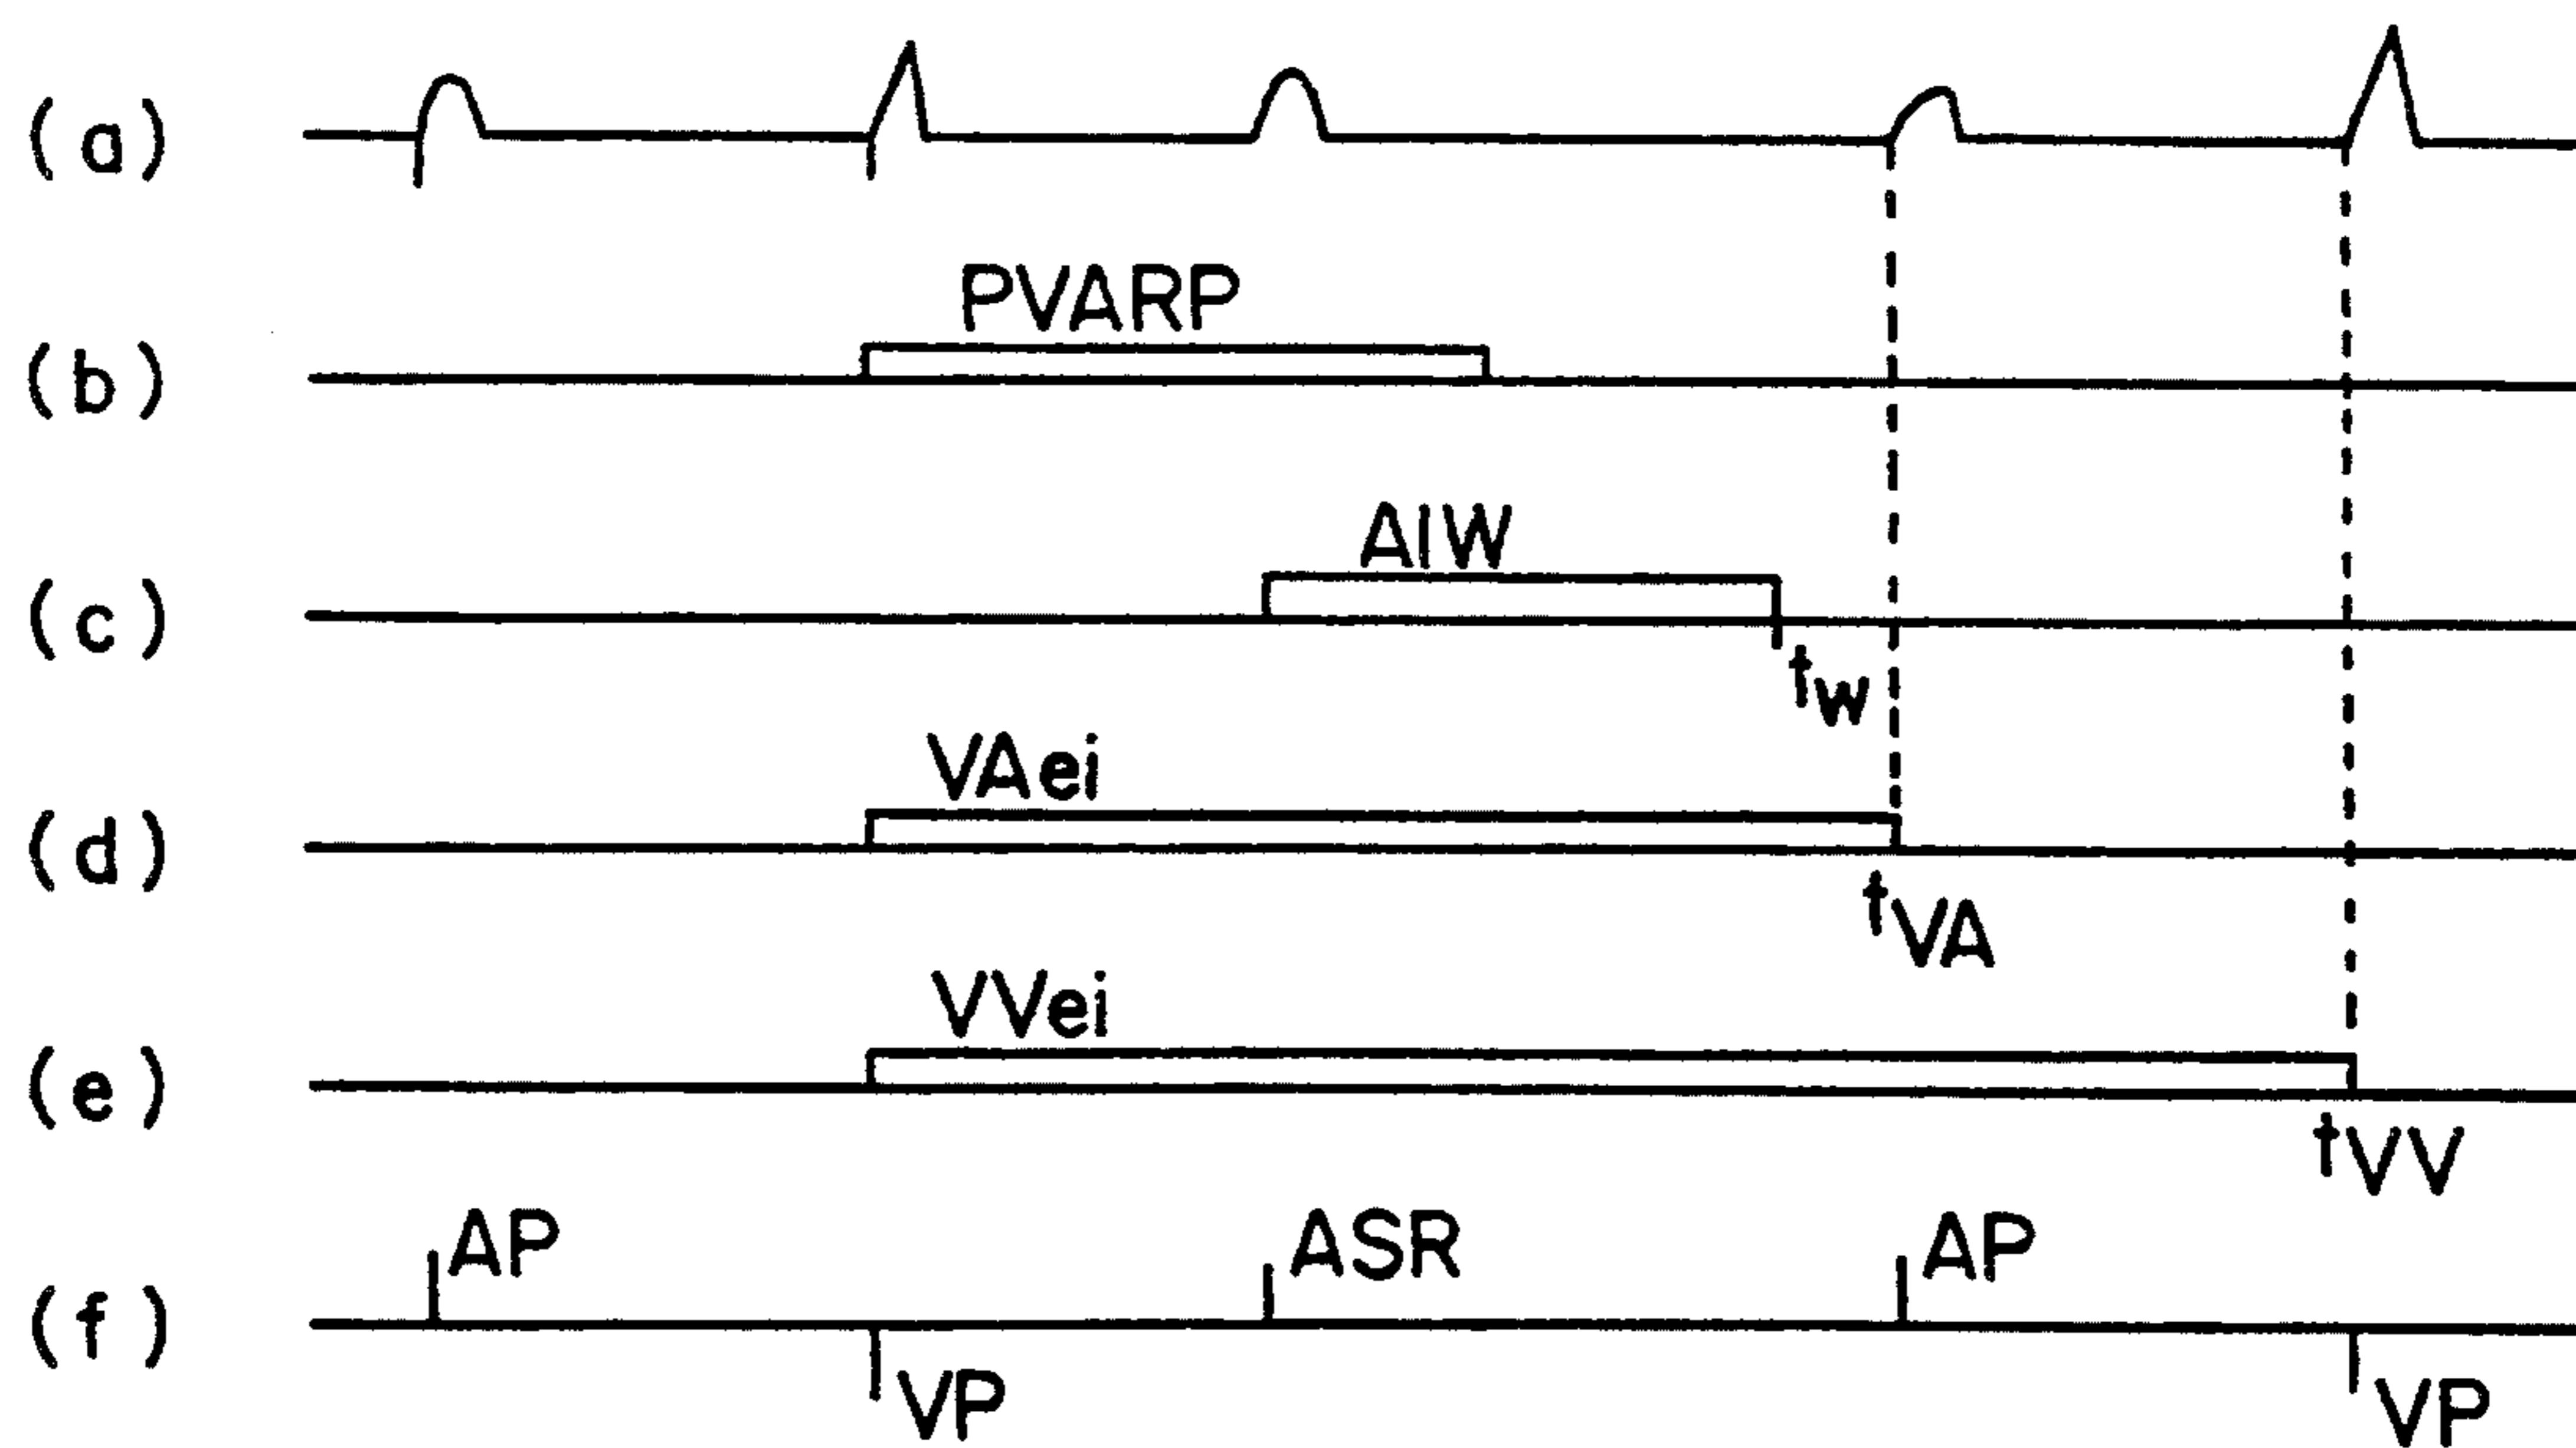 (a)
PVARP
(b)
AIW
(c)
tW
VAei
(d)
tVA
VVei
(e)
tVV
AP ASR AP
(f)
VP VP